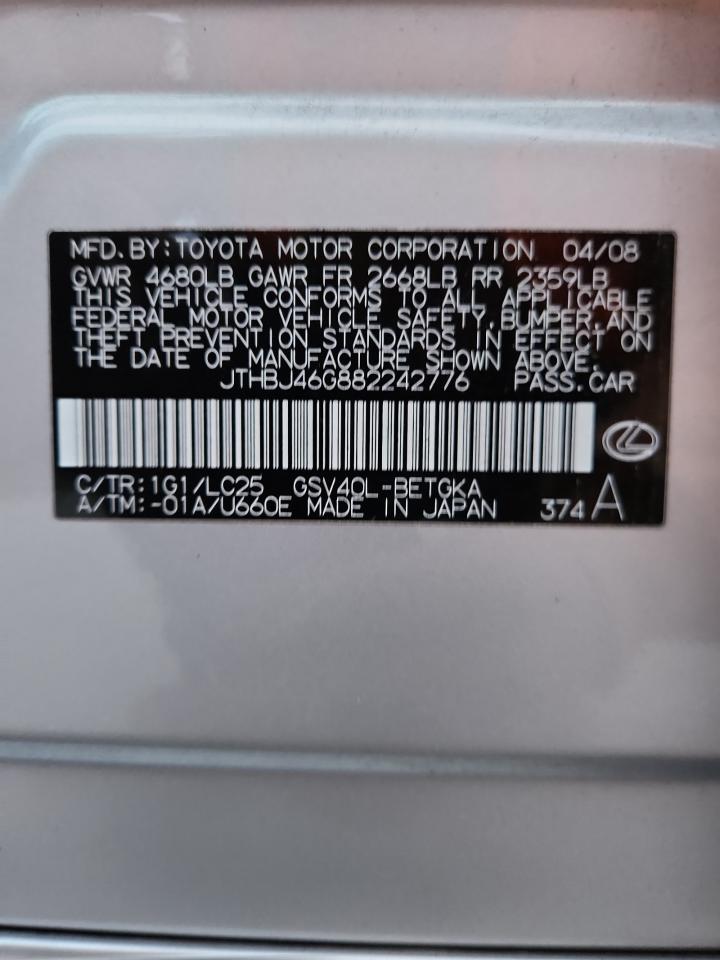 MFD.BY:TOYOTA MOTOR CORPORATION 04/08
GVWR 4680LB GAWR FR 2668LB RR 2359LB
THIS VEHICLE CONFORMS TO ALL APPLICABLE
FEDERAL MOTOR VEHICLE SAFETY,BUMPER,AND
THEFT PREVENTION STANDARDS IN EFFECT ON
THE DATE OF MANUFACTURE SHOWN ABOVE.
JTHBJ46G882242776 PASS.CAR
C/TR:1G1/LC25 GSV40L-BETGKA
A/TM:-01A/U660E MADE IN JAPAN 374 A